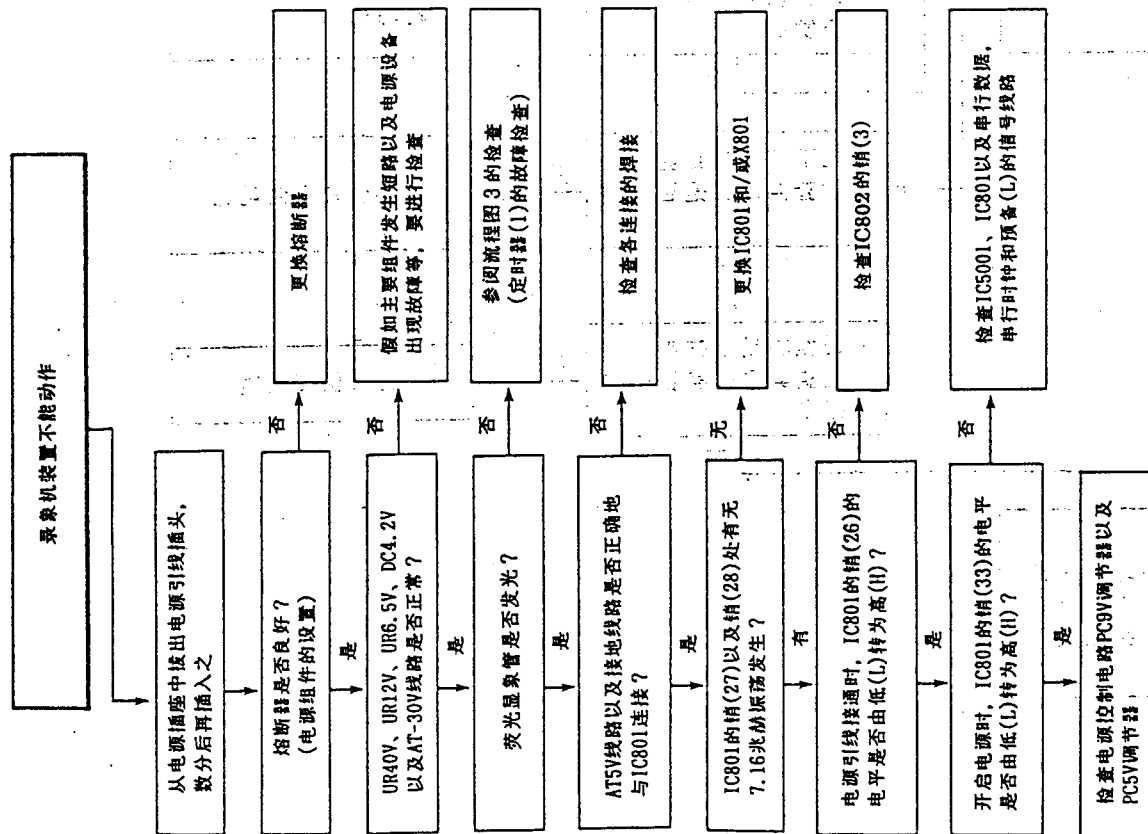 录象机装置不能动作
从电源插座中拔出电源引线插头,
数分后再插入之
熔断器是否良好?
(电源组件的设置)
否
更换熔断器
是
UR40V、UR12V、UR6.5V、DC4.2V
以及AT-30V线路是否正常?
否
假如主要组件发生短路以及电源设备
出现故障等, 要进行检查
是
荧光显象管是否发光?
否
参阅流程图3的检查
(定时器(1)的故障检查)
是
AT5V线路以及接地线路是否正确地
与IC801连接?
否
检查各连接的焊接
是
IC801的销(27)以及销(28)处有无
7.16兆赫振荡发生?
无
更换IC801和/或X801
有
电源引线接通时, IC801的销(26)的
电平是否由低(L)转为高(H)?
否
检查IC802的销(3)
是
开启电源时, IC801的销(33)的电平
是否由低(L)转为高(H)?
否
检查IC5001、IC801以及串行数据,
串行时钟和预备(L)的信号线路
是
检查电源控制电路PC9V调节器以及
PC5V调节器